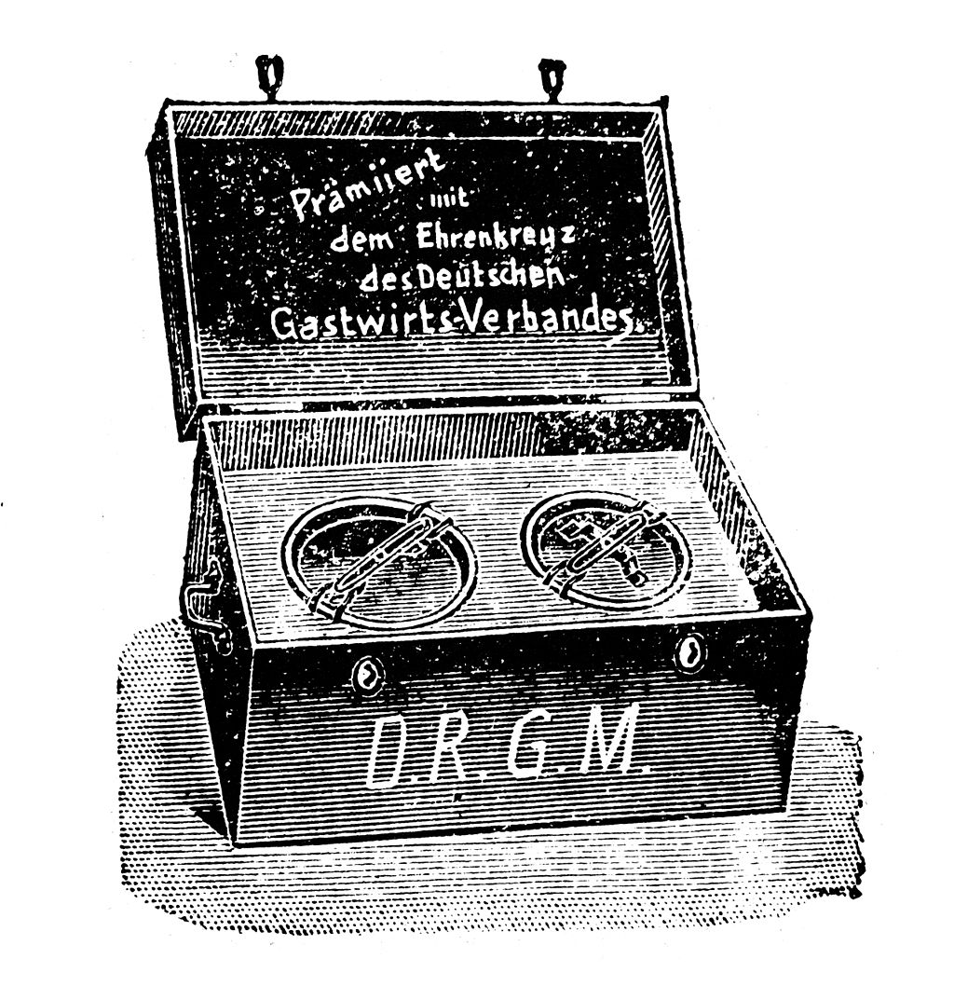 Prämiiert
mit
dem Ehrenkreuz
des Deutschen
Gastwirts-Verbandes.
D.R.G.M.